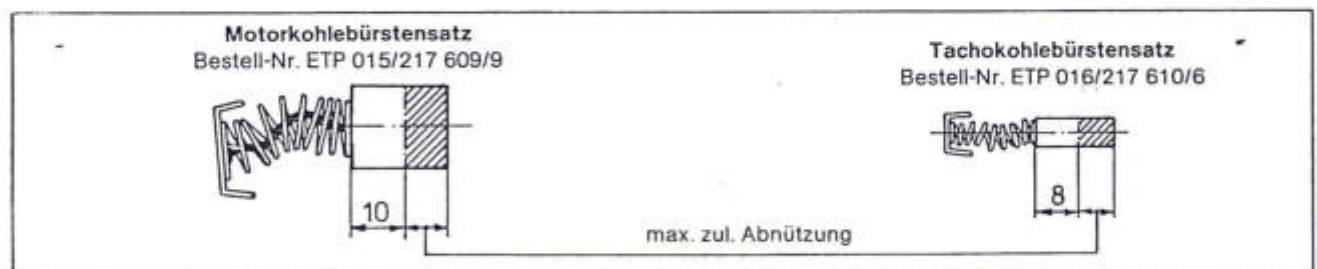 Motorkohlebürstensatz
Bestell-Nr. ETP 015/217 609/9
Tachokohlebürstensatz
Bestell-Nr. ETP 016/217 610/6
10
8
max. zul. Abnützung